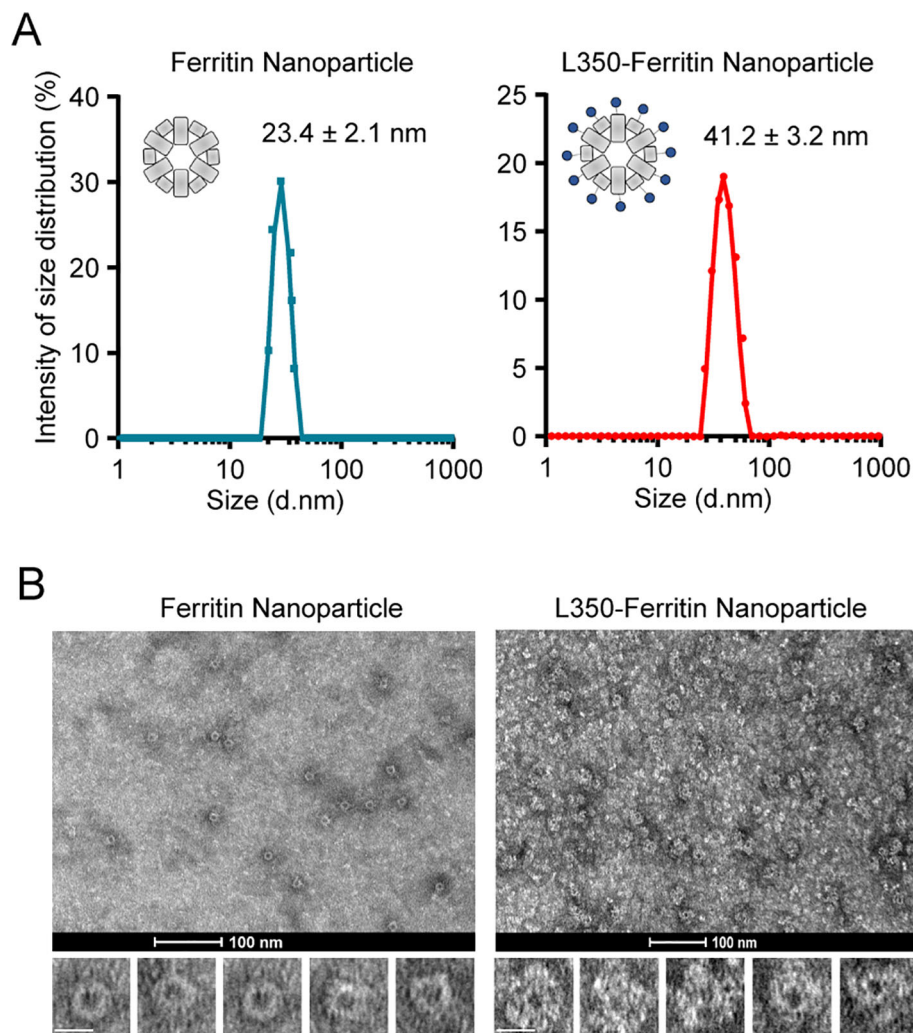 A
Ferritin Nanoparticle
L350-Ferritin Nanoparticle
Intensity of size distribution (%)
40
30
20
10
0
23.4 ± 2.1 nm
1 10 100 1000
Size (d.nm)
25
20
15
10
5
0
41.2 ± 3.2 nm
1 10 100 1000
Size (d.nm)
B
Ferritin Nanoparticle
L350-Ferritin Nanoparticle
100 nm
100 nm